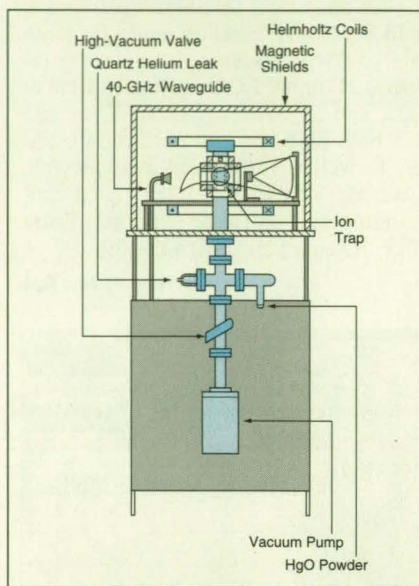 Helmholtz Coils
High-Vacuum Valve
Magnetic
Shields
Quartz Helium Leak
40-GHz Waveguide
Ion
Trap
Vacuum Pump
HgO Powder